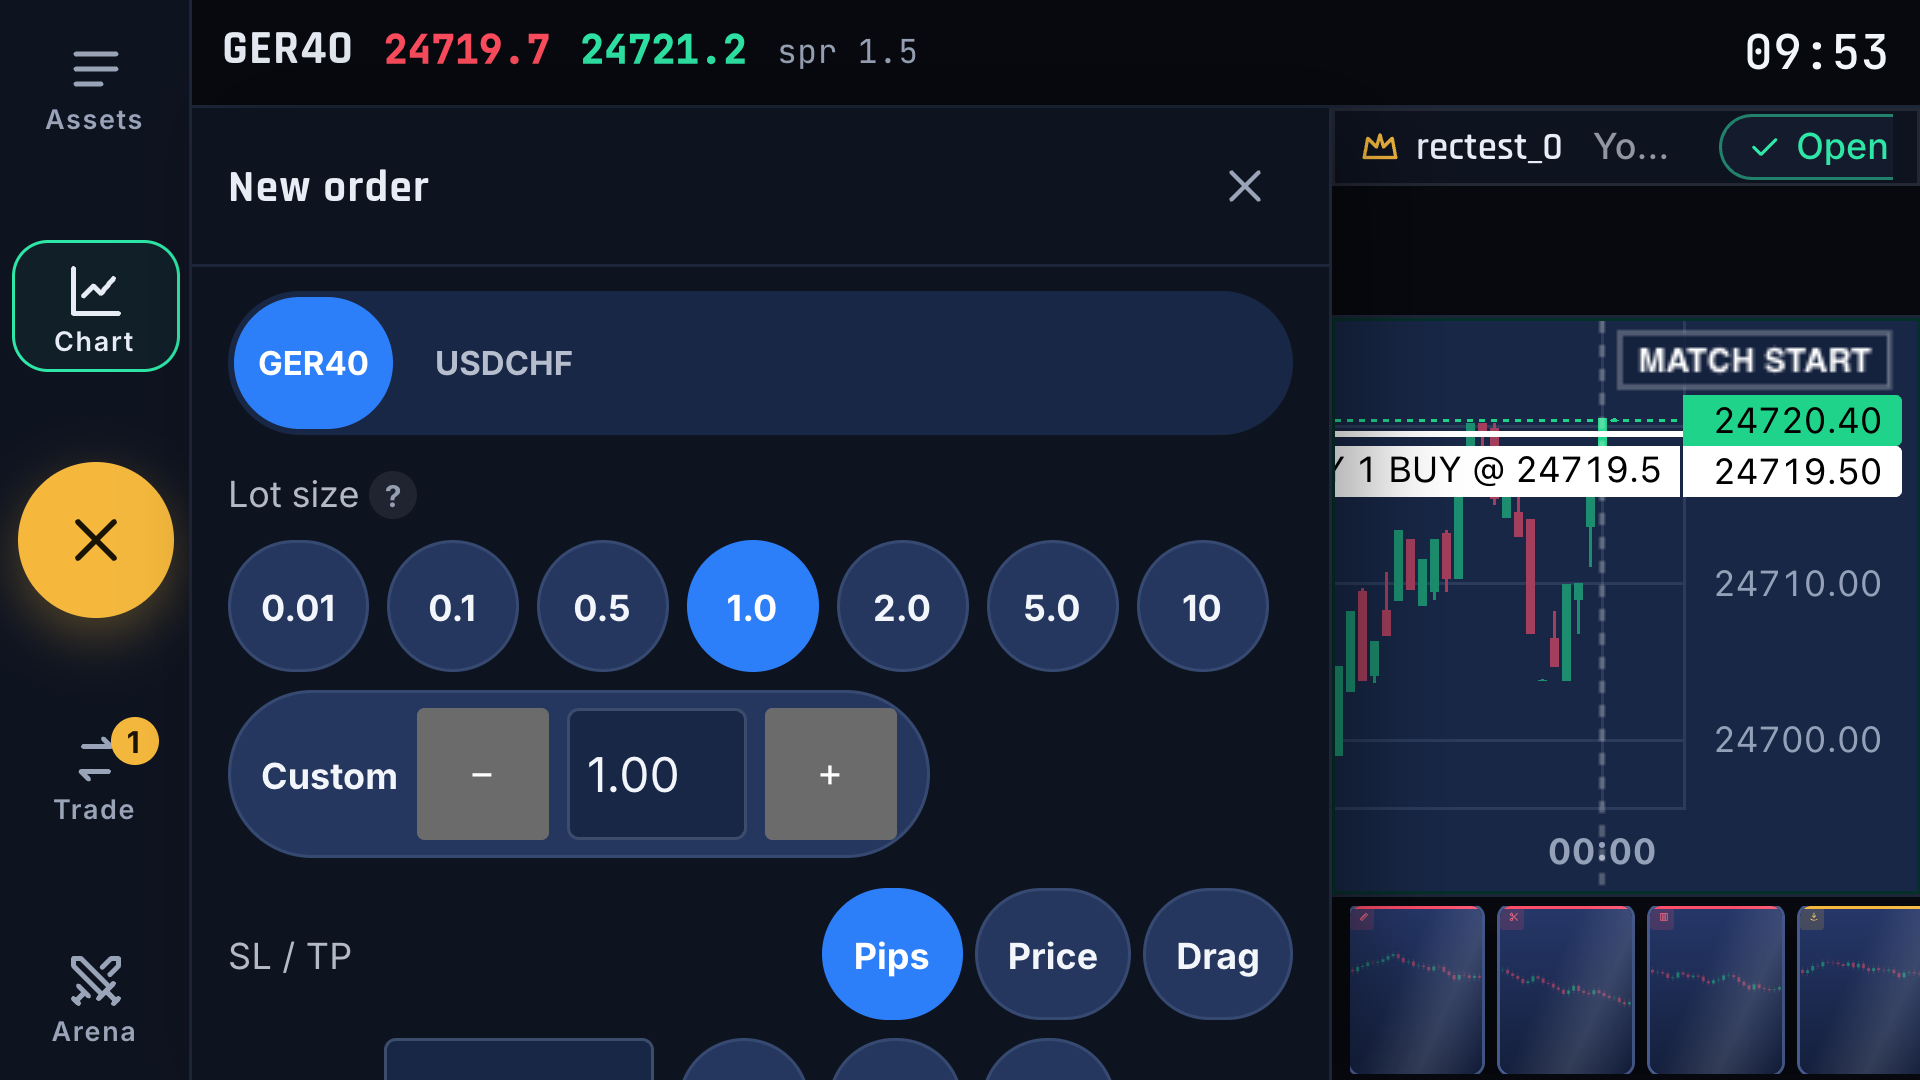 GER40 24719.7 24721.2 spr 1.5 09:53
Assets
Chart
1
Trade
Arena
New order
GER40 USDCHF
Lot size ?
0.01 0.1 0.5 1.0 2.0 5.0 10
Custom − 1.00 +
SL / TP Pips Price Drag
rectest_0 Yo... Open
MATCH START
24720.40
1 BUY @ 24719.5 24719.50
24710.00
24700.00
00:00